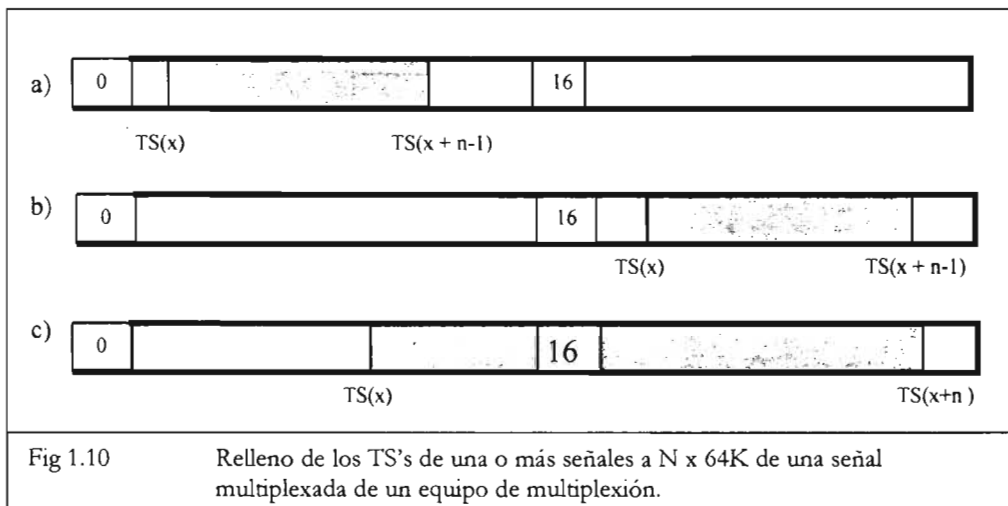 a) 0 16
TS(x) TS(x + n-1)
b) 0 16
TS(x) TS(x + n-1)
c) 0 16
TS(x) TS(x+n )
Fig 1.10 Relleno de los TS's de una o más señales a N x 64K de una señal
multiplexada de un equipo de multiplexión.